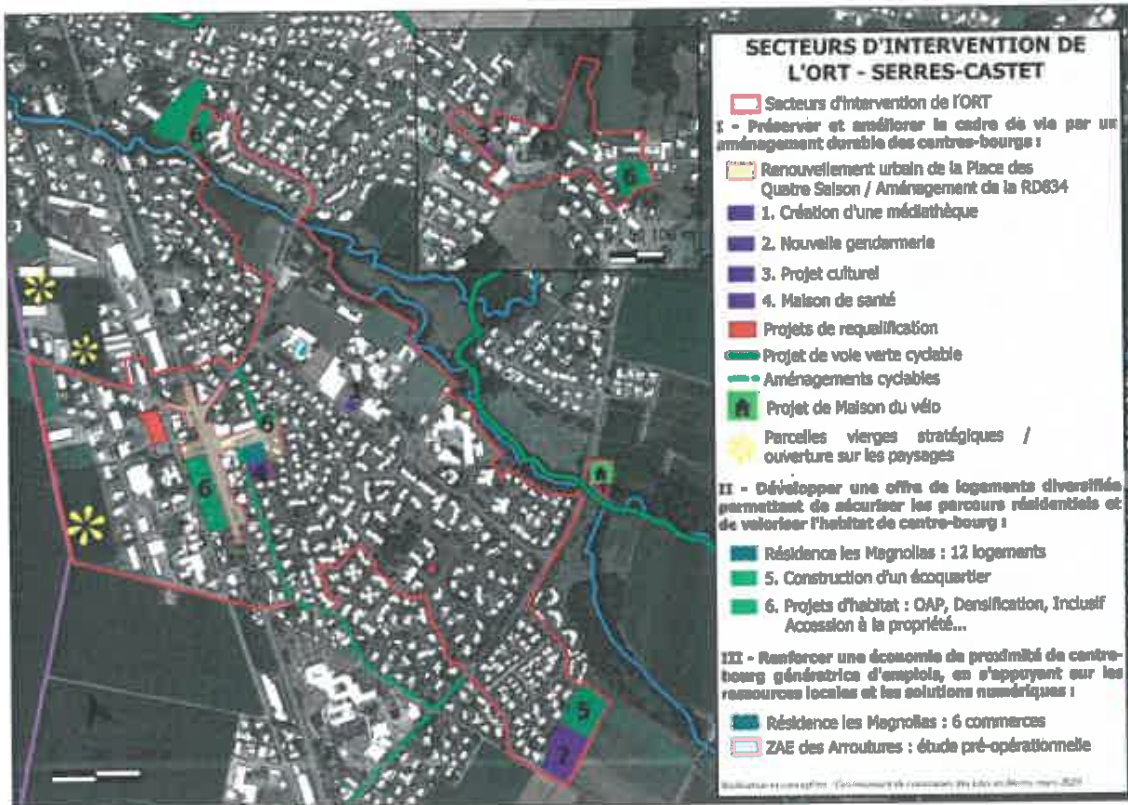 SECTEURS D'INTERVENTION DE
L'ORT - SERRES-CASTET
Secteurs d'intervention de l'ORT
I - Préserver et améliorer le cadre de vie par un
aménagement durable des centres-bourgs :
Renouvellement urbain de la Place des
Quatre Saison / Aménagement de la RD834
1. Création d'une médiathèque
2. Nouvelle gendarmerie
3. Projet culturel
4. Maison de santé
Projets de requalification
Projet de voie verte cyclable
Aménagements cyclables
Projet de Maison du vélo
Parcelles vierges stratégiques /
ouverture sur les paysages
II - Développer une offre de logements diversifiée
permettant de sécuriser les parcours résidentiels et
de valoriser l'habitat de centre-bourg :
Résidence les Magnolias : 12 logements
5. Construction d'un écoquartier
6. Projets d'habitat : OAP, Densification, Inclusif
Accession à la propriété...
III - Renforcer une économie de proximité de centre-
bourg génératrice d'emplois, en s'appuyant sur les
ressources locales et les solutions numériques :
Résidence les Magnolias : 6 commerces
ZAE des Arroutures : étude pré-opérationnelle
6
3
6
6
6
5
2